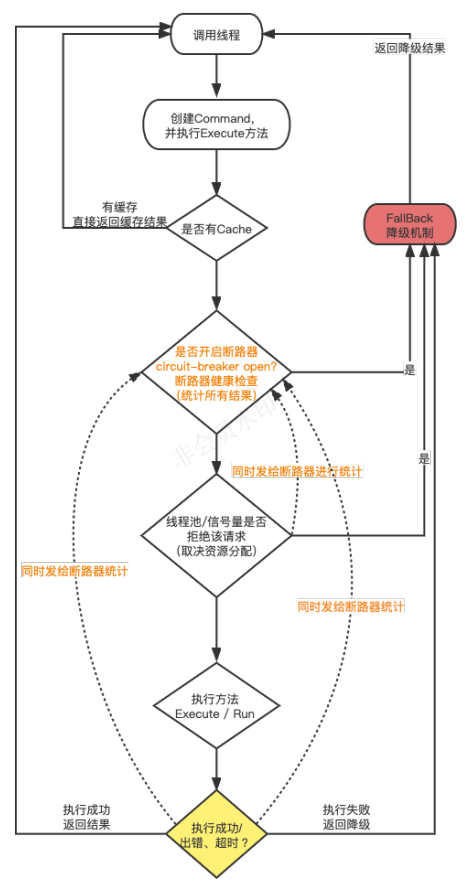 调用线程
返回降级结果
创建Command,
并执行Execute方法
有缓存
直接返回缓存结果
是否有Cache
FallBack
降级机制
是否开启断路器
circuit-breaker open?
断路器健康检查
(统计所有结果)
是
非会员水印
同时发给断路器进行统计
是
线程池/信号量是否
拒绝该请求
(取决资源分配)
同时发给断路器统计
同时发给断路器统计
执行方法
Execute / Run
执行成功
返回结果
执行成功/
出错、超时？
执行失败
返回降级